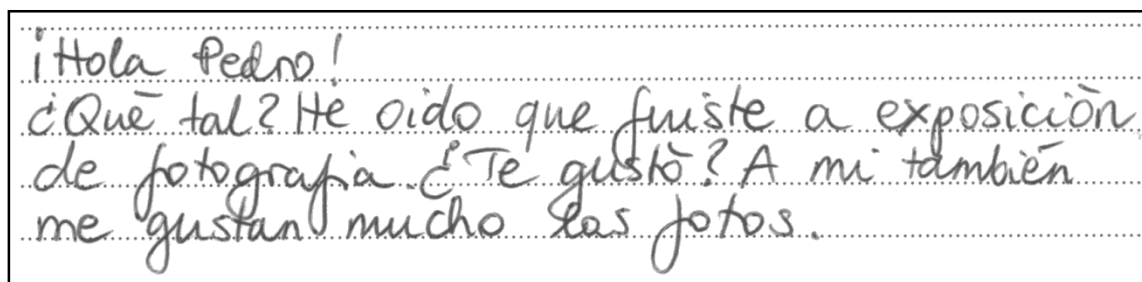 ¡Hola Pedro!
¿Qué tal? He oido que fuiste a exposición
de fotografia. ¿Te gustó? A mi también
me gustan mucho las fotos.